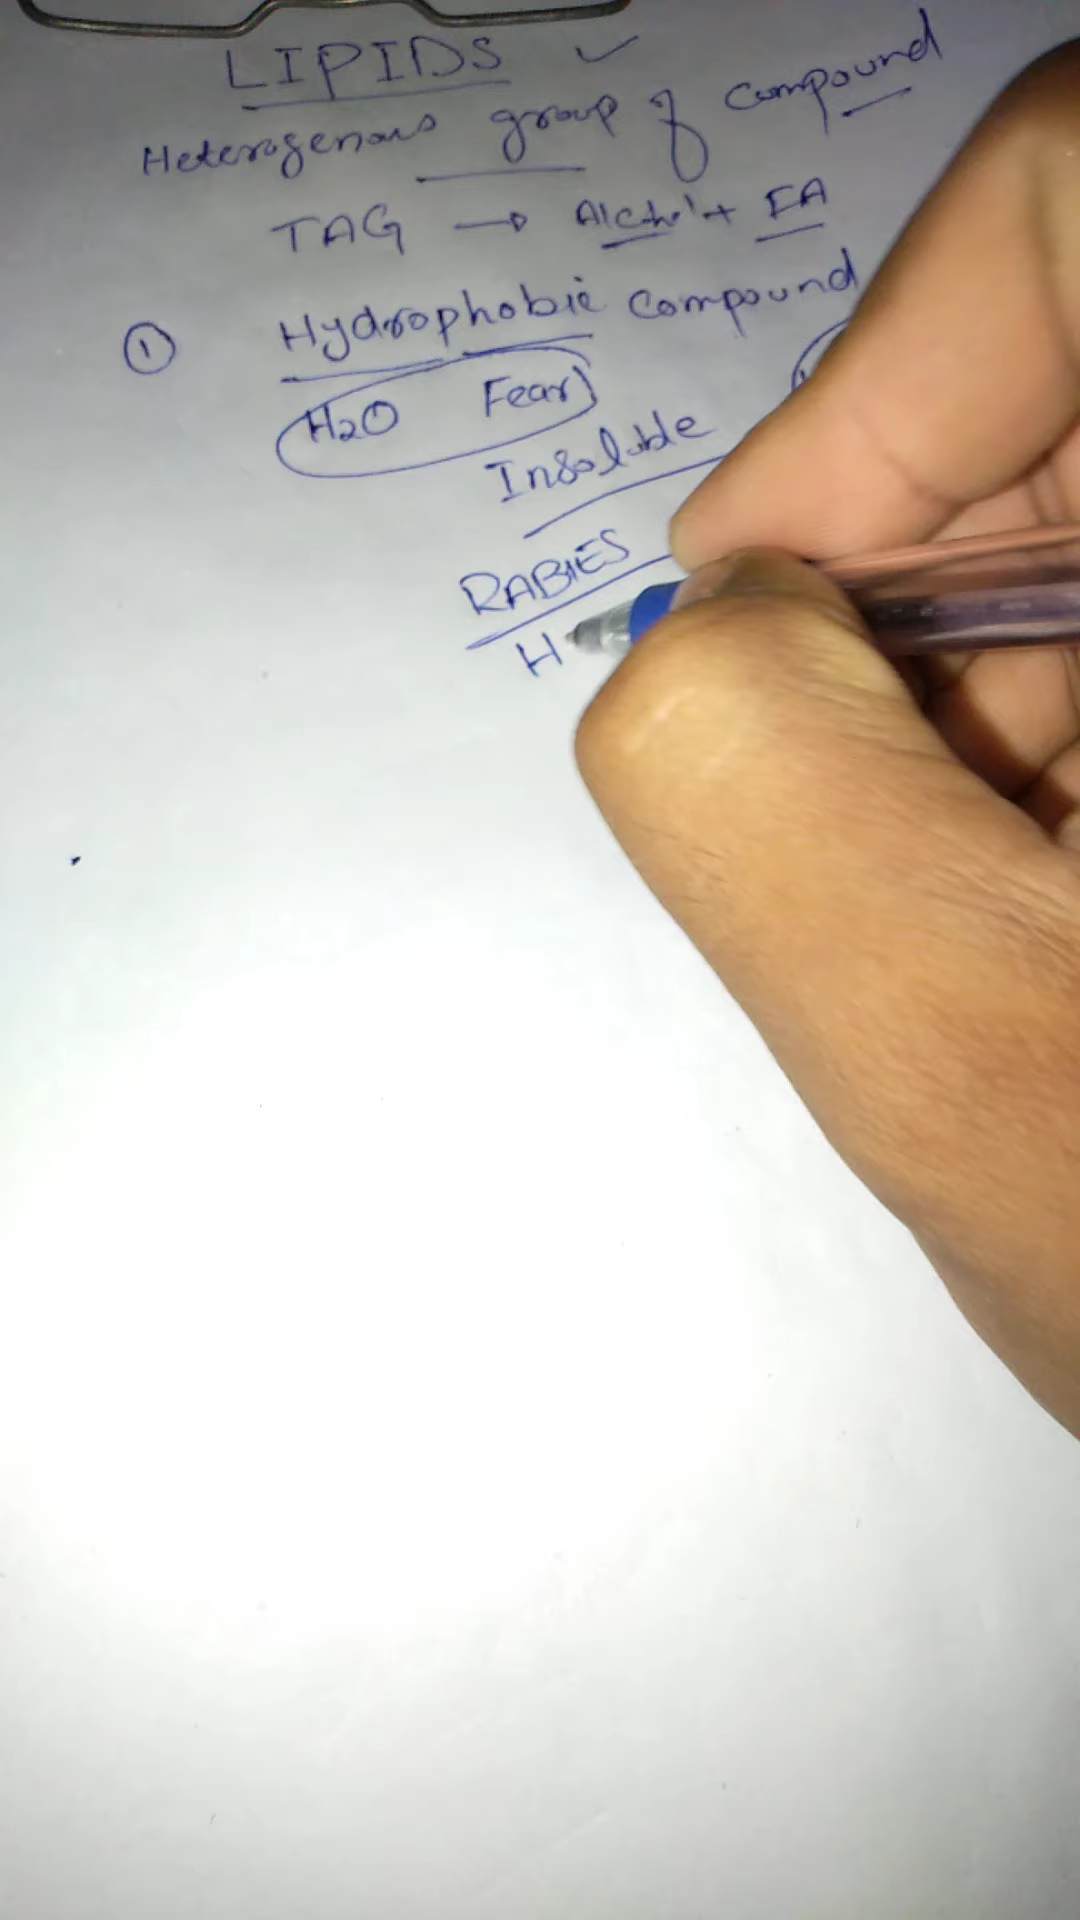 LIPIDS ✓
Heterogenous group of compound
TAG → Alcohol + FA
① Hydrophobic compound
H2O Fear)
Insoluble
RABIES
H